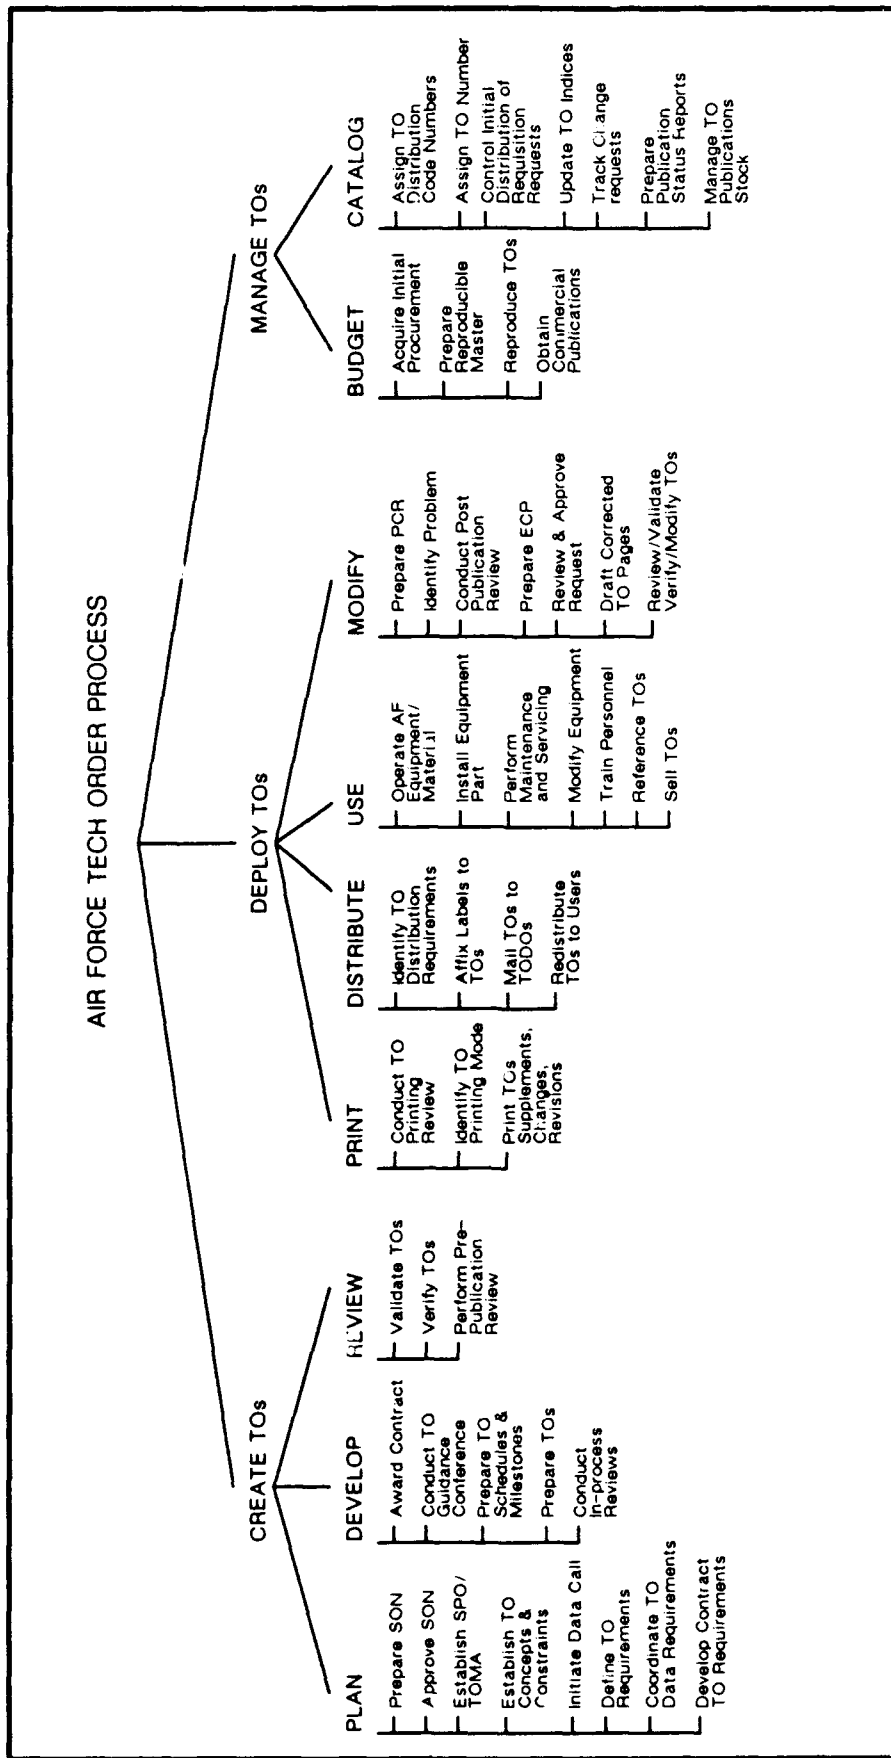 AIR FORCE TECH ORDER PROCESS
CREATE TOs
PLAN
Prepare SON
Approve SON
Establish SPO/
TOMA
Establish TO
Concepts &
Constraints
Initiate Data Call
Define TO
Requirements
Coordinate TO
Data Requirements
Develop Contract
TO Requirements
DEVELOP
Award Contract
Conduct TO
Guidance
Conference
Prepare TO
Schedules &
Milestones
Prepare TOs
Conduct
In-process
Reviews
REVIEW
Validate TOs
Verify TOs
Perform Pre-
Publication
Review
DEPLOY TOs
PRINT
Conduct TO
Printing
Review
Identify TO
Printing Mode
Print TOs
Supplements,
Changes,
Revisions
DISTRIBUTE
Identify TO
Distribution
Requirements
Affix Labels to
TOs
Mail TOs to
TODOs
Redistribute
TOs to Users
USE
Operate AF
Equipment/
Material
Install Equipment
Part
Perform
Maintenance
and Servicing
Modify Equipment
Train Personnel
Reference TOs
Sell TOs
MODIFY
Prepare PCR
Identify Problem
Conduct Post
Publication
Review
Prepare ECP
Review & Approve
Request
Draft Corrected
TO Pages
Review/Validate
Verify/Modify TOs
MANAGE TOs
BUDGET
Acquire Initial
Procurement
Prepare
Reproducible
Master
Reproduce TOs
Obtain
Commercial
Publications
CATALOG
Assign TO
Distribution
Code Numbers
Assign TO Number
Control Initial
Distribution of
Requisition
Requests
Update TO Indices
Track Change
requests
Prepare
Publication
Status Reports
Manage TO
Publications
Stock